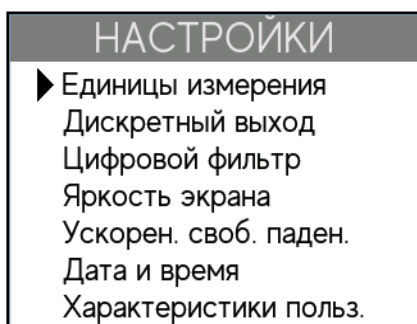 НАСТРОЙКИ
Единицы измерения
Дискретный выход
Цифровой фильтр
Яркость экрана
Ускорен. своб. паден.
Дата и время
Характеристики польз.